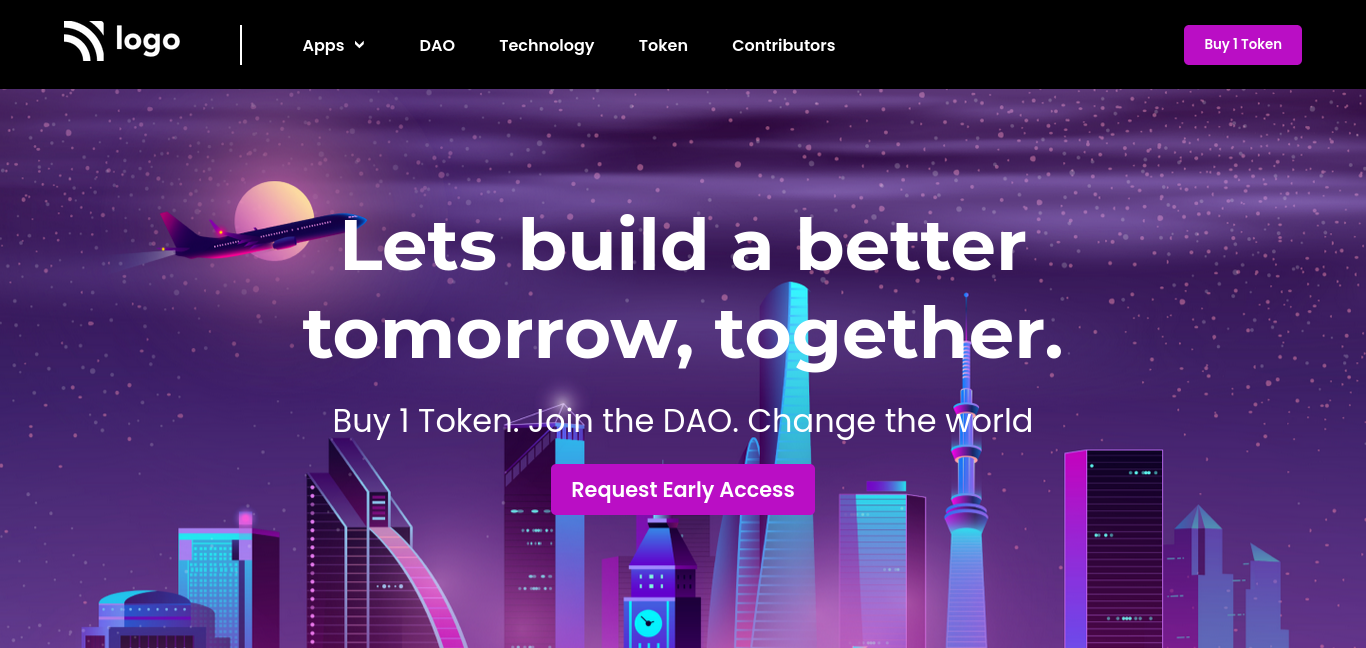 logo
Apps
DAO
Technology
Token
Contributors
Buy 1 Token
Lets build a better
tomorrow, together.
Buy 1 Token. Join the DAO. Change the world
Request Early Access